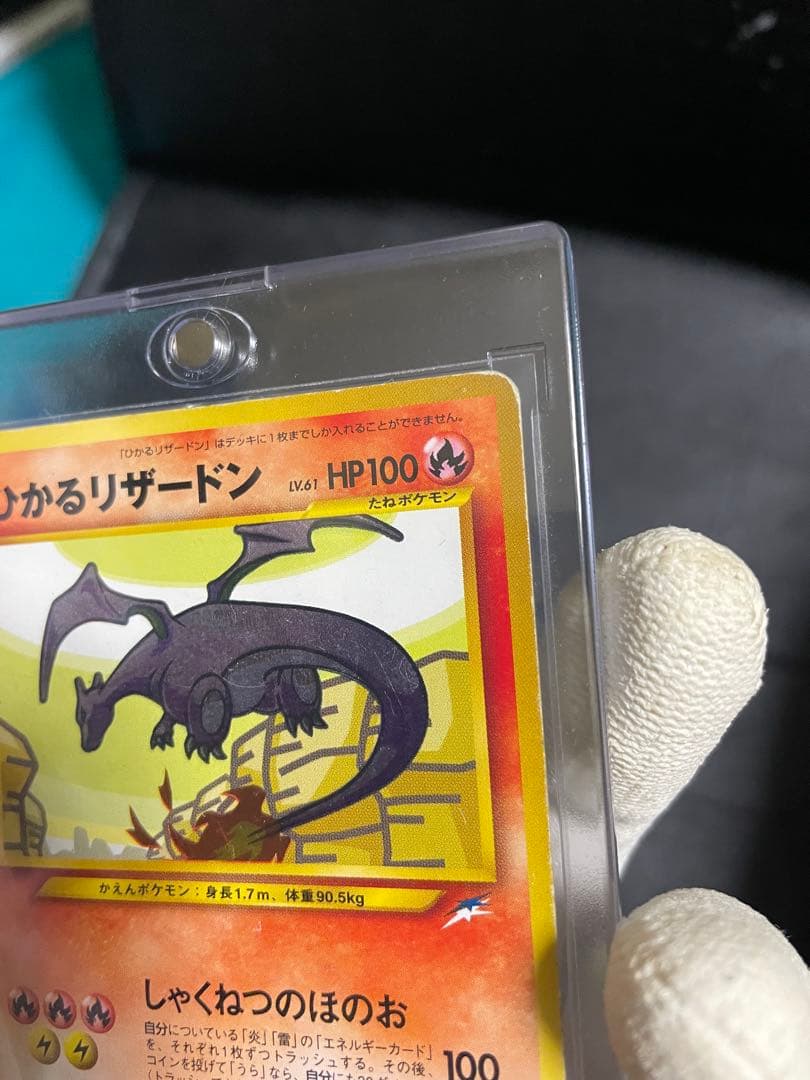 「ひかるリザードン」はデッキに1枚までしか入れることができません。
ひかるリザードン LV.61 HP100
たねポケモン
かえんポケモン：身長1.7m、体重90.5kg
しゃくねつのほのお
自分についている「炎」「雷」の「エネルギーカード」
を、それぞれ1枚ずつトラッシュする。その後、
コインを投げて「うら」なら、自分にも
100